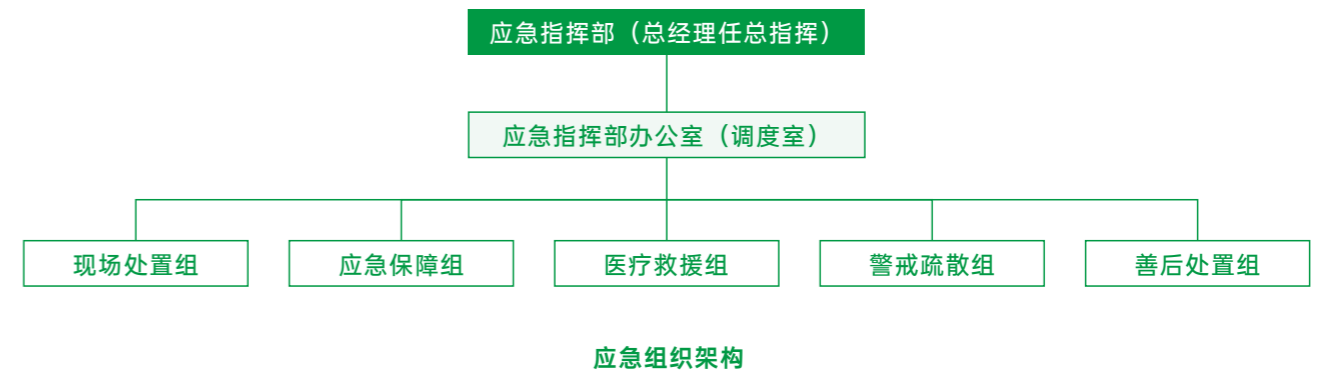 应急指挥部（总经理任总指挥）
应急指挥部办公室（调度室）
现场处置组
应急保障组
医疗救援组
警戒疏散组
善后处置组
应急组织架构